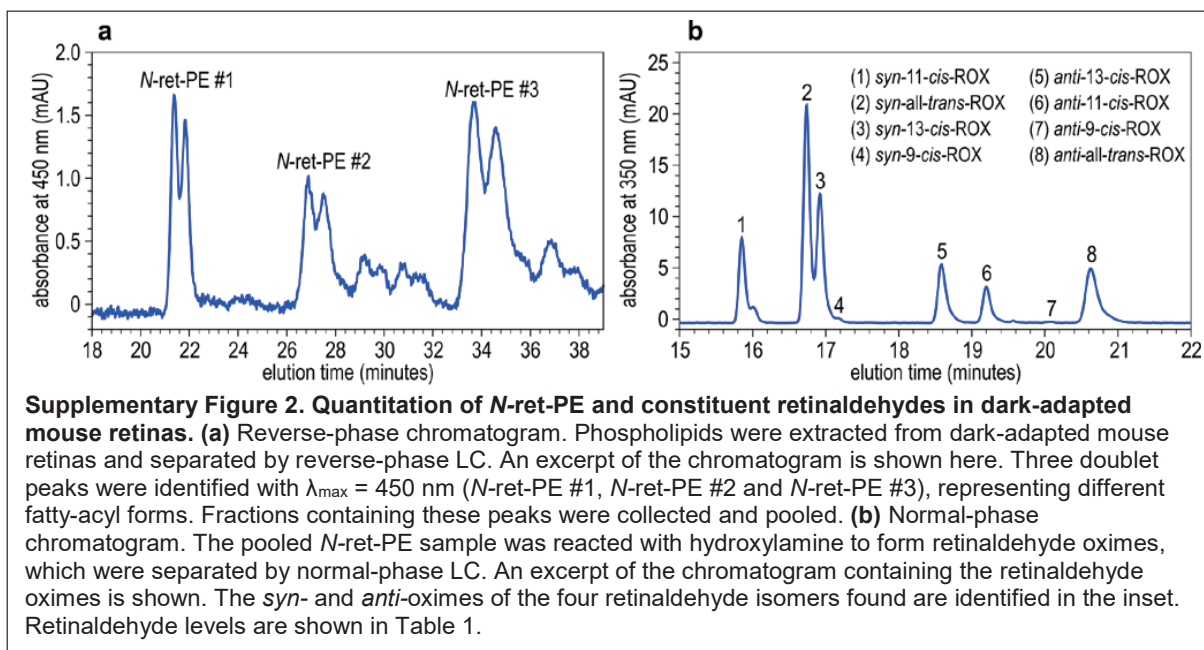 a
b
2.0
1.5
1.0
0.5
0
absorbance at 450 nm (mAU)
N-ret-PE #1
N-ret-PE #2
N-ret-PE #3
18 20 22 24 26 28 30 32 34 36 38
elution time (minutes)
25
20
15
10
5
0
absorbance at 350 nm (mAU)
(1) syn-11-cis-ROX
(2) syn-all-trans-ROX
(3) syn-13-cis-ROX
(4) syn-9-cis-ROX
(5) anti-13-cis-ROX
(6) anti-11-cis-ROX
(7) anti-9-cis-ROX
(8) anti-all-trans-ROX
1
2
3
4
5
6
7
8
15 16 17 18 19 20 21 22
elution time (minutes)
Supplementary Figure 2. Quantitation of N-ret-PE and constituent retinaldehydes in dark-adapted
mouse retinas. (a) Reverse-phase chromatogram. Phospholipids were extracted from dark-adapted mouse
retinas and separated by reverse-phase LC. An excerpt of the chromatogram is shown here. Three doublet
peaks were identified with λmax = 450 nm (N-ret-PE #1, N-ret-PE #2 and N-ret-PE #3), representing different
fatty-acyl forms. Fractions containing these peaks were collected and pooled. (b) Normal-phase
chromatogram. The pooled N-ret-PE sample was reacted with hydroxylamine to form retinaldehyde oximes,
which were separated by normal-phase LC. An excerpt of the chromatogram containing the retinaldehyde
oximes is shown. The syn- and anti-oximes of the four retinaldehyde isomers found are identified in the inset.
Retinaldehyde levels are shown in Table 1.